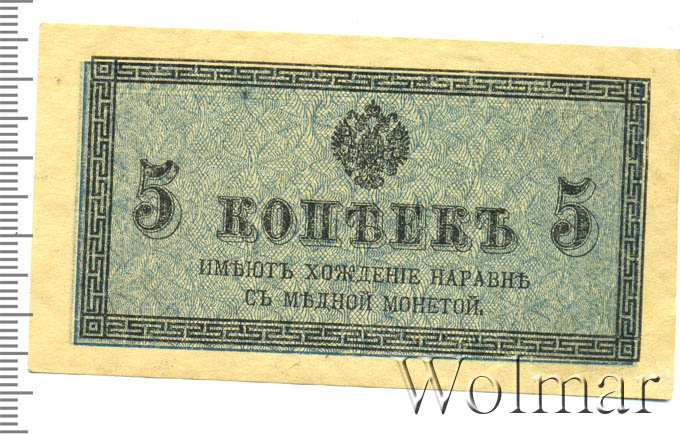 5 КОПѢЕКЪ 5
ИМѢЮТЪ ХОЖДЕНІЕ НАРАВНѢ
СЪ МѢДНОЙ МОНЕТОЙ.
Wolmar